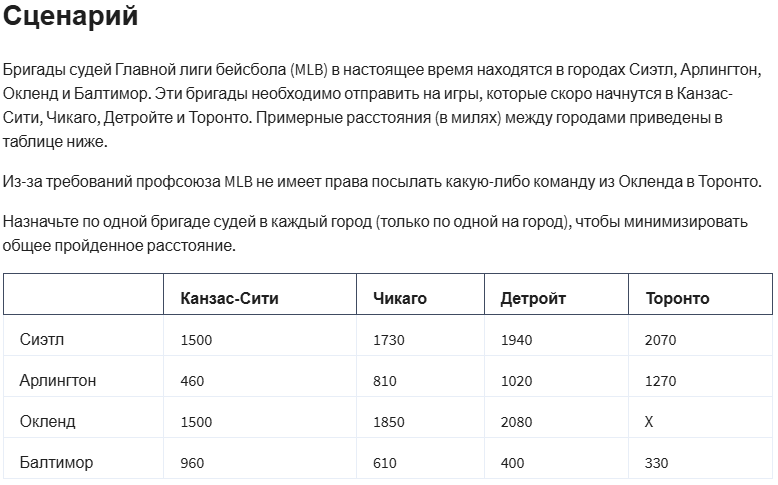 Сценарий
Бригады судей Главной лиги бейсбола (MLB) в настоящее время находятся в городах Сиэтл, Арлингтон,
Окленд и Балтимор. Эти бригады необходимо отправить на игры, которые скоро начнутся в Канзас-
Сити, Чикаго, Детройте и Торонто. Примерные расстояния (в милях) между городами приведены в
таблице ниже.
Из-за требований профсоюза MLB не имеет права посылать какую-либо команду из Окленда в Торонто.
Назначьте по одной бригаде судей в каждый город (только по одной на город), чтобы минимизировать
общее пройденное расстояние.
Канзас-Сити Чикаго Детройт Торонто
Сиэтл 1500 1730 1940 2070
Арлингтон 460 810 1020 1270
Окленд 1500 1850 2080 X
Балтимор 960 610 400 330